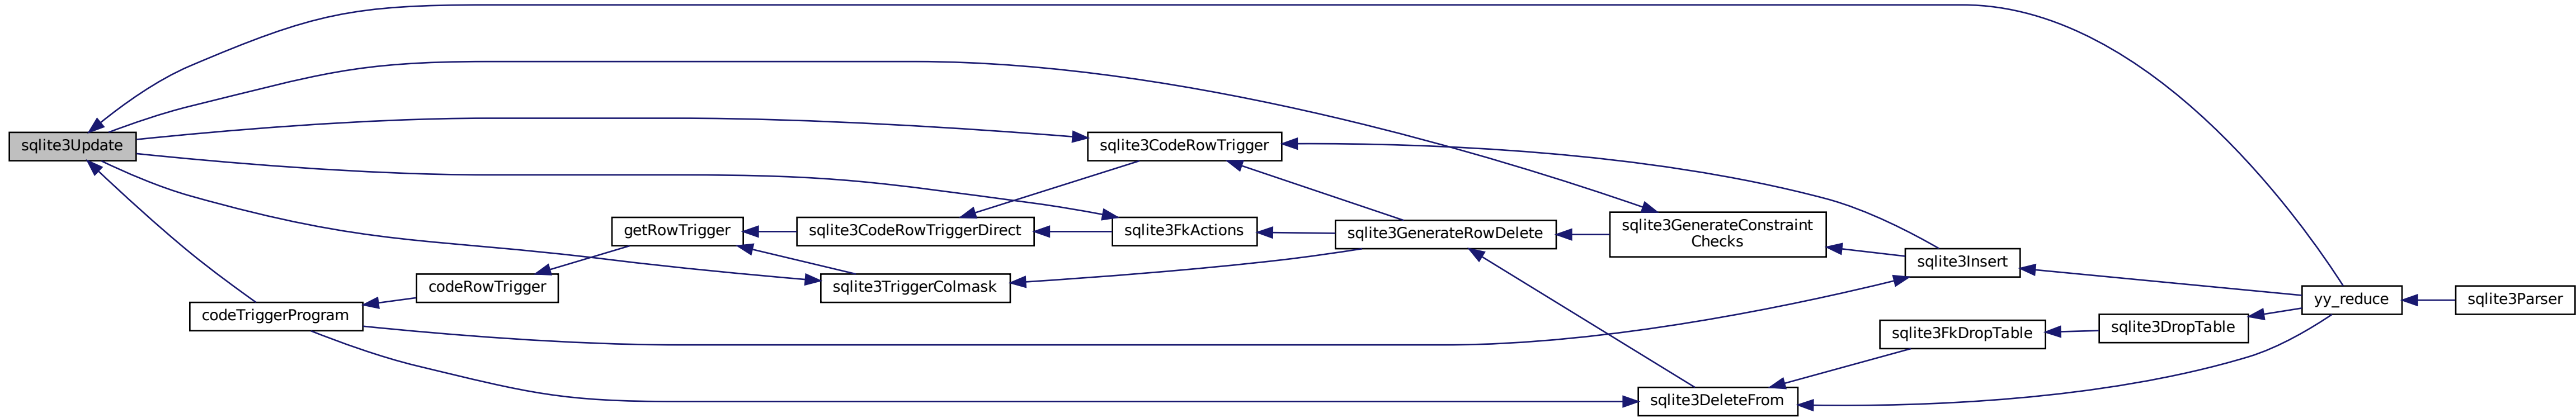 sqlite3Update
sqlite3CodeRowTrigger
getRowTrigger
sqlite3CodeRowTriggerDirect
sqlite3FkActions
sqlite3GenerateRowDelete
sqlite3GenerateConstraint
Checks
sqlite3Insert
codeRowTrigger
sqlite3TriggerColmask
codeTriggerProgram
yy_reduce
sqlite3Parser
sqlite3FkDropTable
sqlite3DropTable
sqlite3DeleteFrom